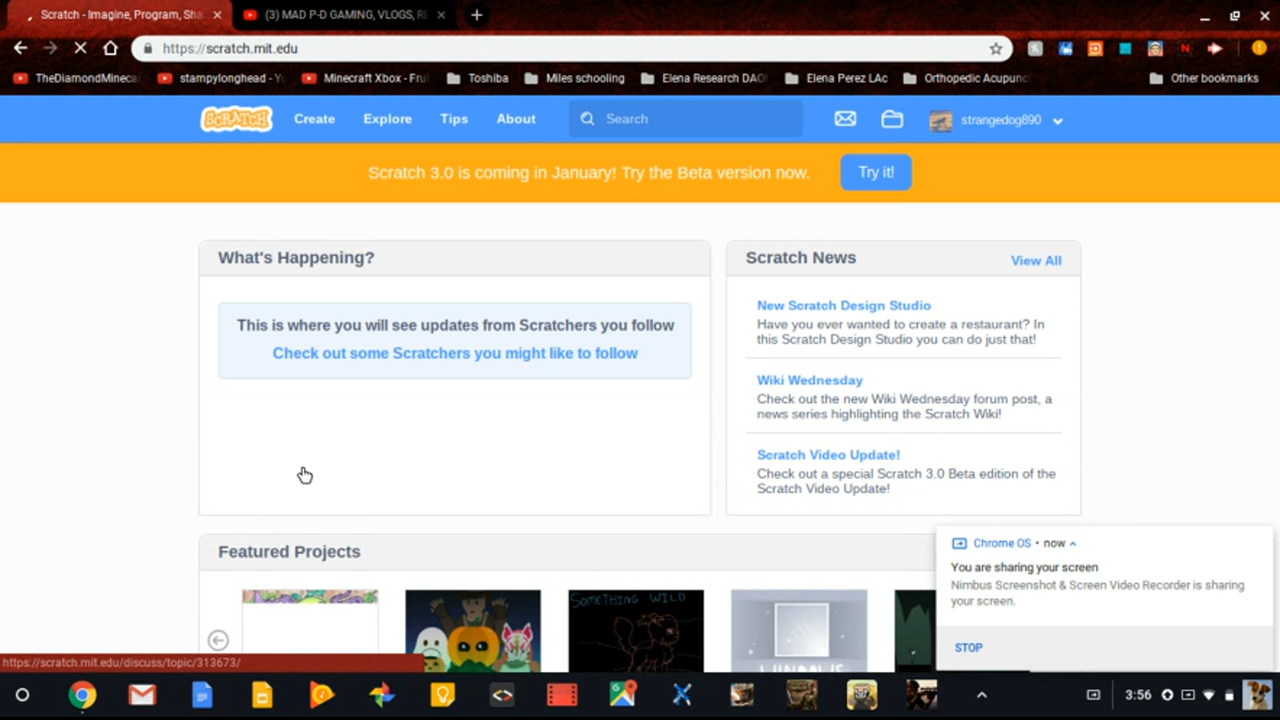 Scratch - Imagine, Program, Sha
(3) MAD P-D GAMING, VLOGS, RE
https://scratch.mit.edu
TheDiamondMineca
stampylonghead - Yo
Minecraft Xbox - Frui
Toshiba
Miles schooling
Elena Research DAO
Elena Perez LAc
Orthopedic Acupunc
Other bookmarks
SCRATCH
Create
Explore
Tips
About
Search
strangedog890
Scratch 3.0 is coming in January! Try the Beta version now.
Try it!
What's Happening?
This is where you will see updates from Scratchers you follow
Check out some Scratchers you might like to follow
Scratch News
View All
New Scratch Design Studio
Have you ever wanted to create a restaurant? In
this Scratch Design Studio you can do just that!
Wiki Wednesday
Check out the new Wiki Wednesday forum post, a
news series highlighting the Scratch Wiki!
Scratch Video Update!
Check out a special Scratch 3.0 Beta edition of the
Scratch Video Update!
Featured Projects
SOMETHING WILD
WINDOWS
Chrome OS • now
You are sharing your screen
Nimbus Screenshot & Screen Video Recorder is sharing
your screen.
STOP
https://scratch.mit.edu/discuss/topic/313673/
3:56